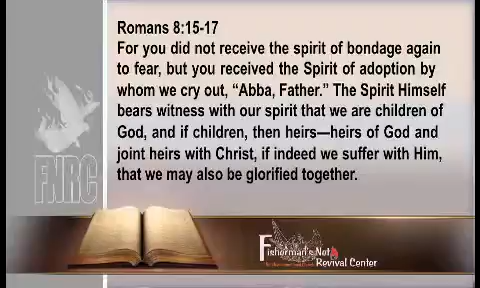 Romans 8:15-17
For you did not receive the spirit of bondage again
to fear, but you received the Spirit of adoption by
whom we cry out, “Abba, Father.” The Spirit Himself
bears witness with our spirit that we are children of
God, and if children, then heirs—heirs of God and
joint heirs with Christ, if indeed we suffer with Him,
that we may also be glorified together.
FNRC
Fisherman's Net
Revival Center